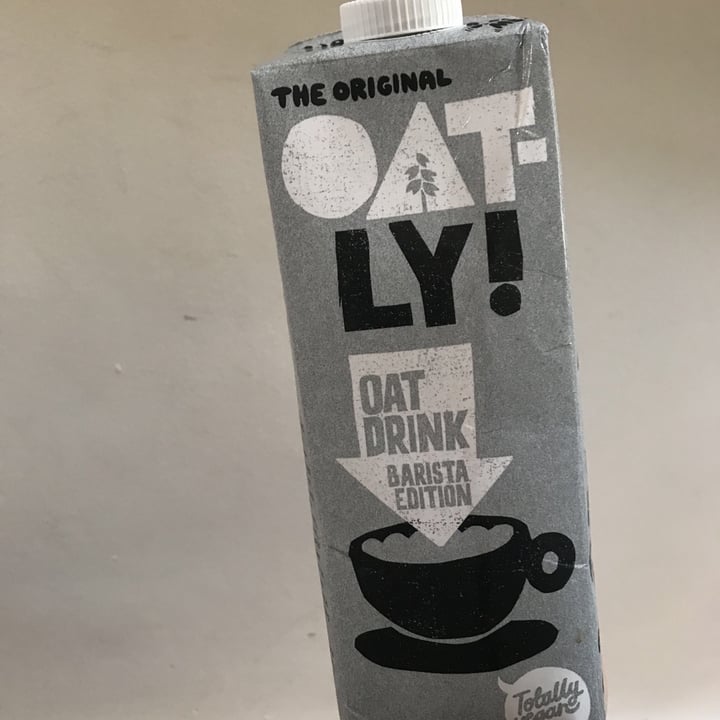 THE ORIGINAL
OAT-
LY!
OAT
DRINK
BARISTA
EDITION
Totally